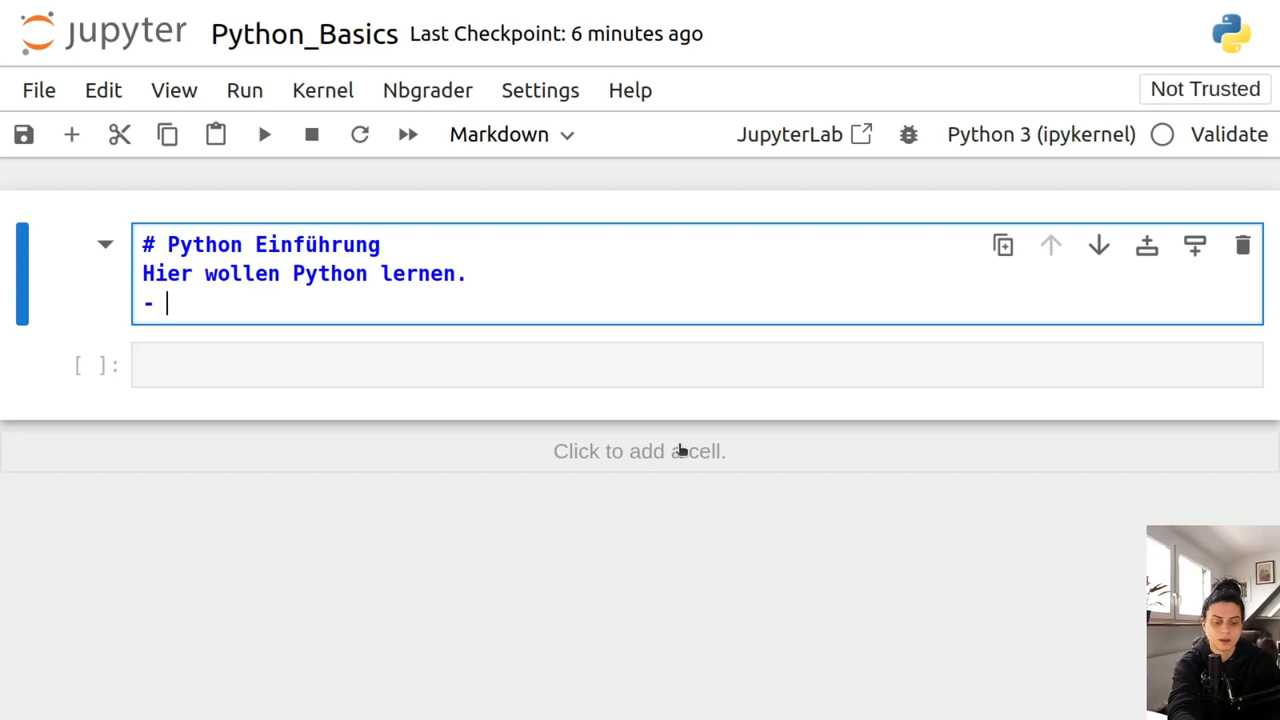 jupyter Python_Basics Last Checkpoint: 6 minutes ago
File Edit View Run Kernel Nbgrader Settings Help Not Trusted
Markdown JupyterLab Python 3 (ipykernel) Validate
# Python Einführung
Hier wollen Python lernen.
-
[ ]:
Click to add a cell.